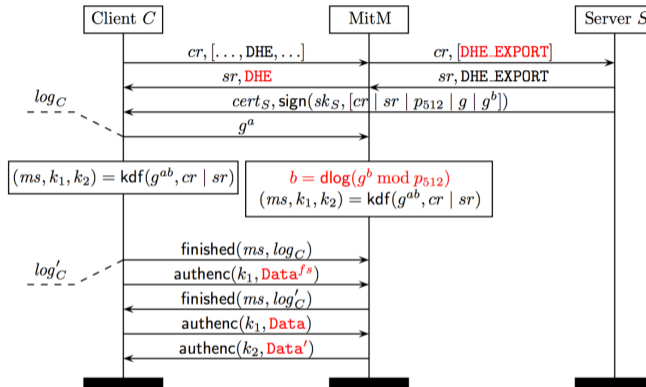 Client C MitM Server S
cr, [..., DHE, ...] cr, [DHE_EXPORT]
sr, DHE sr, DHE_EXPORT
log_C cert_S, sign(sk_S, [cr | sr | p_512 | g | g^b])
g^a
(ms, k_1, k_2) = kdf(g^{ab}, cr | sr) b = dlog(g^b mod p_512)
(ms, k_1, k_2) = kdf(g^{ab}, cr | sr)
finished(ms, log_C)
log'_C authenc(k_1, Data^{fs})
finished(ms, log'_C)
authenc(k_1, Data)
authenc(k_2, Data')